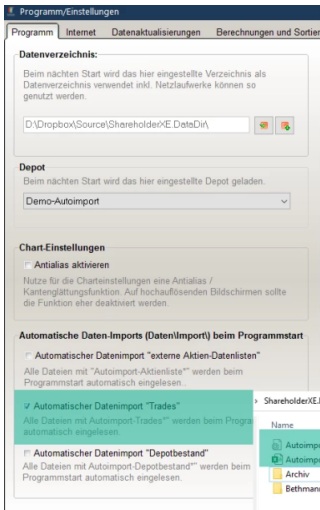 Programm/Einstellungen
Programm Internet Datenaktualisierungen Berechnungen und Sortier
Datenverzeichnis:
Beim nächsten Start wird das hier eingestellte Verzeichnis als
Datenverzeichnis verwendet inkl. Netzlaufwerke können so
genutzt werden.
D:\Dropbox\Source\ShareholderXE.DataDir\
Depot
Beim nächsten Start wird das hier eingestellte Depot geladen.
Demo-Autoimport
Chart-Einstellungen
Antialias aktivieren
Nutze für die Charteinstellungen eine Antialias /
Kantenglättungsfunktion. Auf hochauflösenden Bildschirmen sollte
die Funktion eher deaktiviert werden.
Automatische Daten-Imports (Daten\Import\) beim Programmstart
Automatischer Datenimport "externe Aktien-Datenlisten"
Alle Dateien mit "Autoimport-Aktienliste*" werden beim
Programmstart automatisch eingelesen..
Automatischer Datenimport "Trades"
Alle Dateien mit Autoimport-Trades*" werden beim Progra
automatisch eingelesen
Automatischer Datenimport "Depotbestand"
Alle Dateien mit Autoimport-Depotbestand*" werden beim
Programmstart automatisch eingelesen.
› ShareholderXE.
Name
Autoimpo
Autoimpo
Archiv
Bethmann